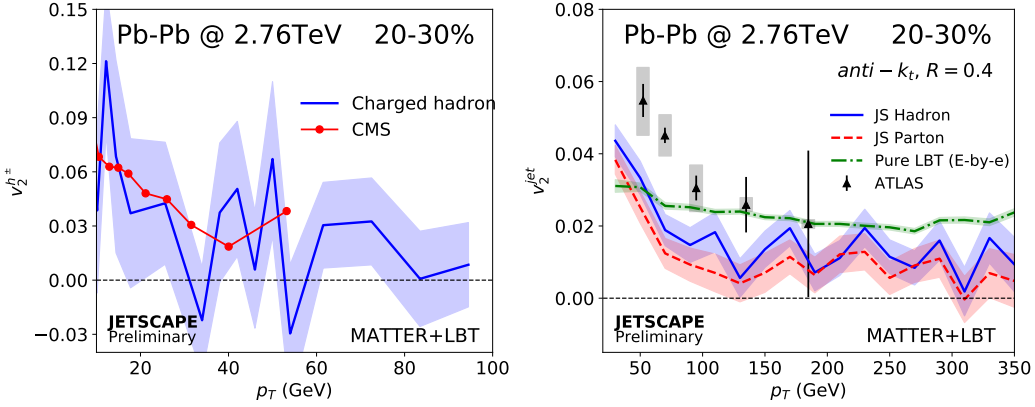 Pb-Pb @ 2.76TeV 20-30%
Charged hadron
CMS
JETSCAPE
Preliminary
MATTER+LBT
0.15
0.12
0.09
0.06
0.03
0.00
−0.03
v₂^{h±}
20 40 60 80 100
p_T (GeV)
Pb-Pb @ 2.76TeV 20-30%
anti − k_t, R = 0.4
JS Hadron
JS Parton
Pure LBT (E-by-e)
ATLAS
JETSCAPE
Preliminary
MATTER+LBT
0.08
0.06
0.04
0.02
0.00
v₂^{jet}
50 100 150 200 250 300 350
p_T (GeV)